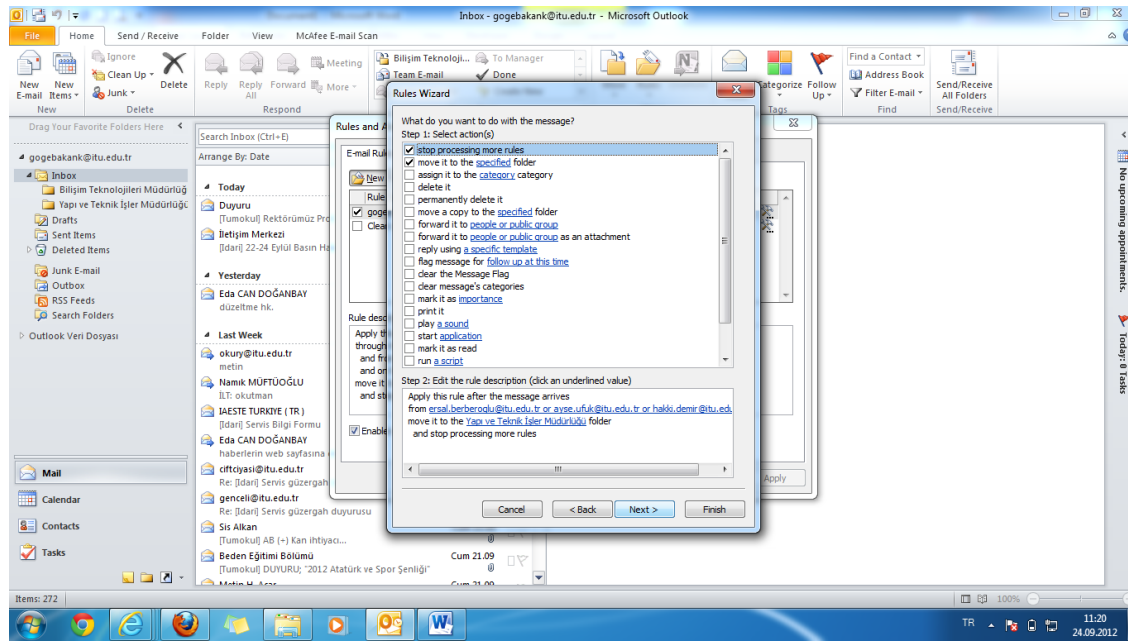 Inbox - gogebakank@itu.edu.tr - Microsoft Outlook
File Home Send / Receive Folder View McAfee E-mail Scan
New E-mail
New Items
New
Ignore
Clean Up
Junk
Delete
Delete
Reply
Reply All
Forward
Meeting
More
Respond
Bilişim Teknoloji...
Team E-mail
To Manager
Done
Categorize
Follow Up
Tags
Find a Contact
Address Book
Filter E-mail
Find
Send/Receive All Folders
Send/Receive
Drag Your Favorite Folders Here
gogebakank@itu.edu.tr
Inbox
Bilişim Teknolojileri Müdürlüğ
Yapı ve Teknik İşler Müdürlüğü
Drafts
Sent Items
Deleted Items
Junk E-mail
Outbox
RSS Feeds
Search Folders
Outlook Veri Dosyası
Mail
Calendar
Contacts
Tasks
Search Inbox (Ctrl+E)
Arrange By: Date
Today
Duyuru
[Tumokul] Rektörümüz Pro
İletişim Merkezi
[İdari] 22-24 Eylül Basın Ha
Yesterday
Eda CAN DOĞANBAY
düzeltme hk.
Last Week
okury@itu.edu.tr
metin
Namık MÜFTÜOĞLU
İLT: okutman
IAESTE TURKIYE ( TR )
[İdari] Servis Bilgi Formu
Eda CAN DOĞANBAY
haberlerin web sayfasına
ciftciyasi@itu.edu.tr
Re: [İdari] Servis güzergah
genceli@itu.edu.tr
Re: [İdari] Servis güzergah duyurusu
Sis Alkan
[Tumokul] AB (+) Kan ihtiyacı...
Beden Eğitimi Bölümü Cum 21.09
[Tumokul] DUYURU; "2012 Atatürk ve Spor Şenliği"
Metin H. Acar Cum 21.09
Rules and A
E-mail Rul
New
Rule
goge
Clea
Rule desc
Apply th
through
and fro
and on
move it
and sto
Enable
Apply
Rules Wizard
What do you want to do with the message?
Step 1: Select action(s)
stop processing more rules
move it to the specified folder
assign it to the category category
delete it
permanently delete it
move a copy to the specified folder
forward it to people or public group
forward it to people or public group as an attachment
reply using a specific template
flag message for follow up at this time
clear the Message Flag
clear message's categories
mark it as importance
print it
play a sound
start application
mark it as read
run a script
Step 2: Edit the rule description (click an underlined value)
Apply this rule after the message arrives
from ersal.berberoglu@itu.edu.tr or ayse.ufuk@itu.edu.tr or hakki.demir@itu.edu.
move it to the Yapı ve Teknik İşler Müdürlüğü folder
and stop processing more rules
Cancel < Back Next > Finish
No upcoming appointments.
Today: 0 Tasks
Items: 272
100%
TR
11:20
24.09.2012